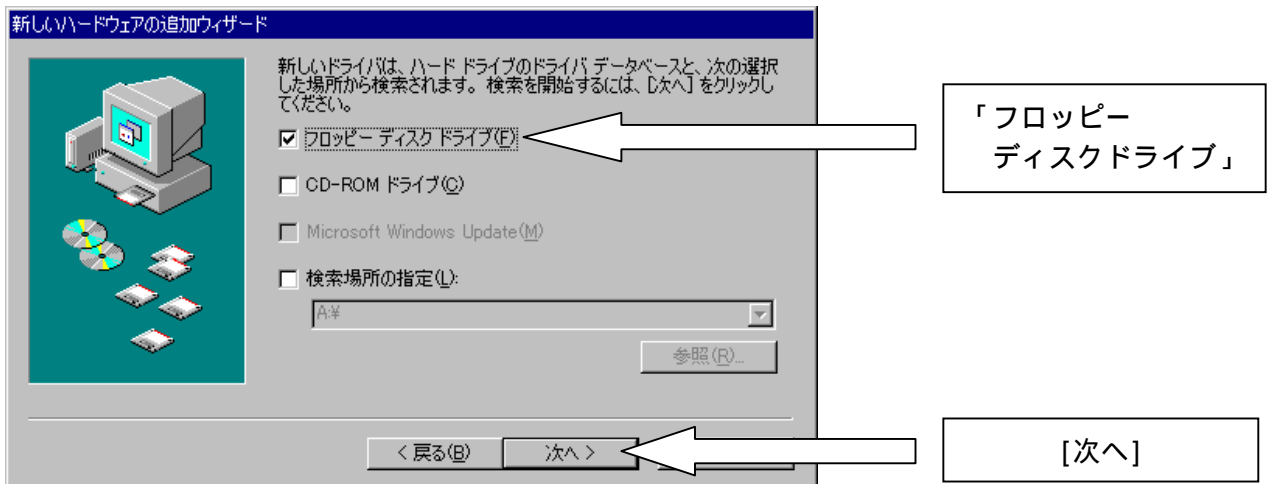 新しいハードウェアの追加ウィザード
新しいドライバは、ハード ドライブのドライバ データベースと、次の選択
した場所から検索されます。検索を開始するには、[次へ] をクリックし
てください。
フロッピー ディスク ドライブ(F)
「フロッピー
ディスクドライブ」
CD-ROM ドライブ(C)
Microsoft Windows Update(M)
検索場所の指定(L):
A:¥
参照(R)...
< 戻る(B)
次へ >
[次へ]